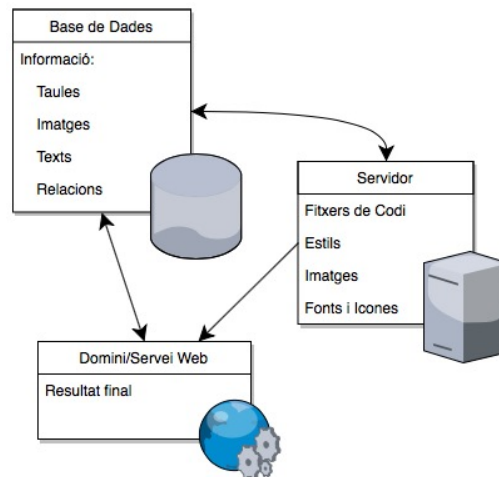 Base de Dades
Informació:
Taules
Imatges
Texts
Relacions
Servidor
Fitxers de Codi
Estils
Imatges
Fonts i Icones
Domini/Servei Web
Resultat final